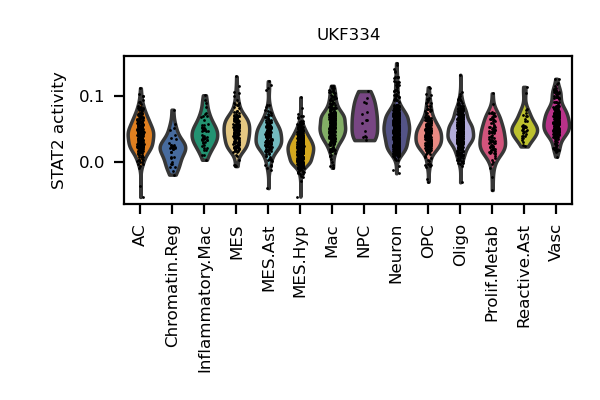 UKF334
STAT2 activity
0.1
0.0
AC
Chromatin.Reg
Inflammatory.Mac
MES
MES.Ast
MES.Hyp
Mac
NPC
Neuron
OPC
Oligo
Prolif.Metab
Reactive.Ast
Vasc